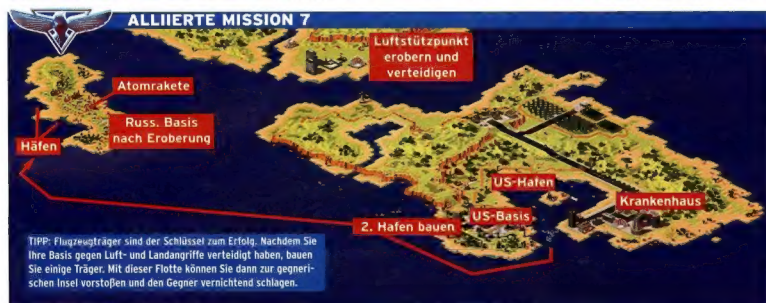 ALLIIERTE MISSION 7
Luftstützpunkt
erobern und
verteidigen
Atomrakete
Russ. Basis
nach Eroberung
Häfen
US-Hafen
Krankenhaus
US-Basis
2. Hafen bauen
TIPP: Flugzeugträger sind der Schlüssel zum Erfolg. Nachdem Sie
Ihre Basis gegen Luft- und Landangriffe verteidigt haben, bauen
Sie einige Träger. Mit dieser Flotte können Sie dann zur gegneri-
schen Insel vorstoßen und den Gegner vernichtend schlagen.